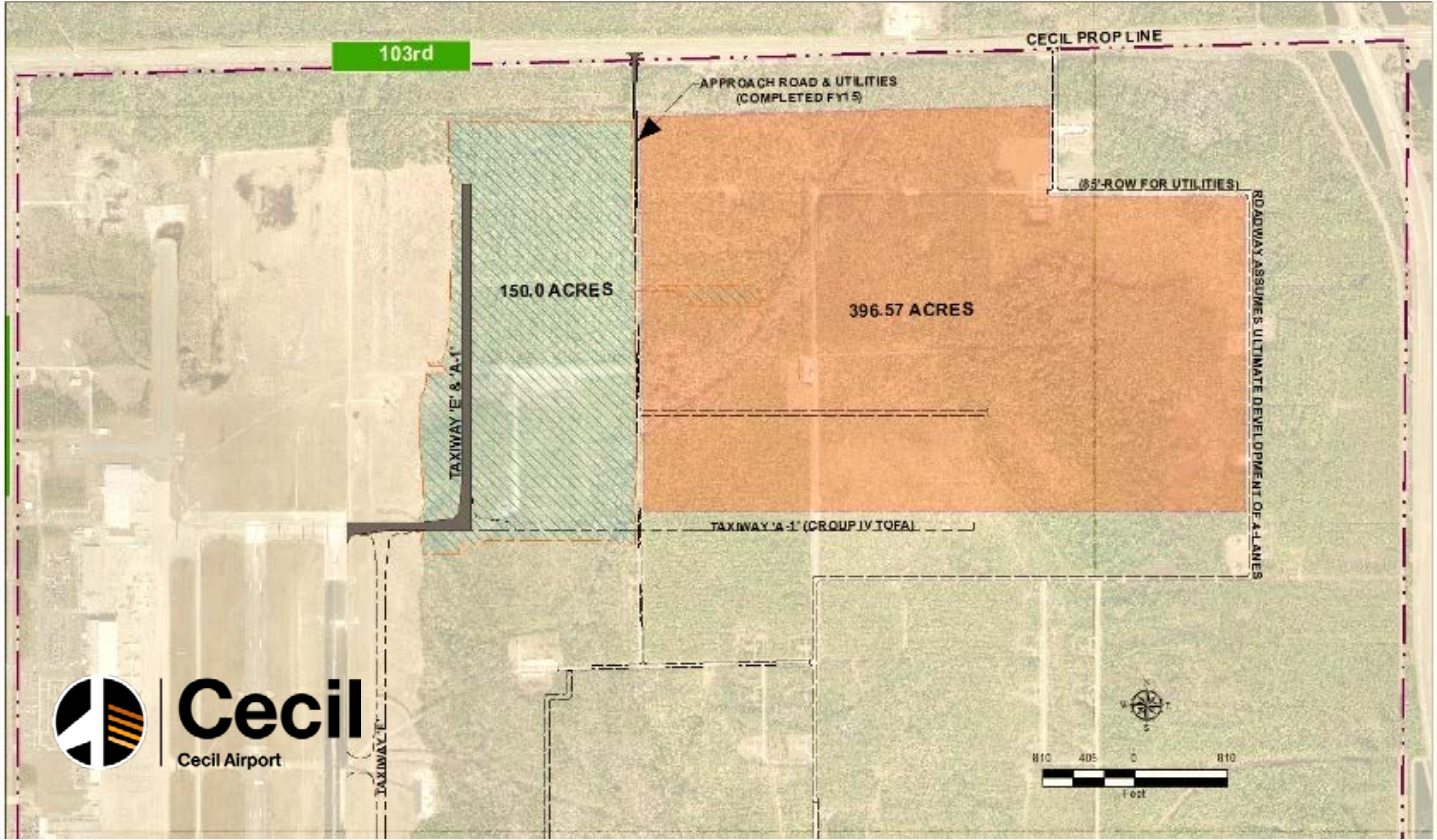 103rd
CECIL PROP LINE
APPROACH ROAD & UTILITIES
(COMPLETED FY15)
(85'-ROW FOR UTILITIES)
ROADWAY ASSUMES ULTIMATE DEVELOPMENT OF 4-LANES
150.0 ACRES
396.57 ACRES
TAXIWAY 'E' & 'A-1'
TAXIWAY 'A-1' (GROUP IV TOFA)
TAXIWAY 'E'
Cecil
Cecil Airport
N
S
810 405 0 810
Feet